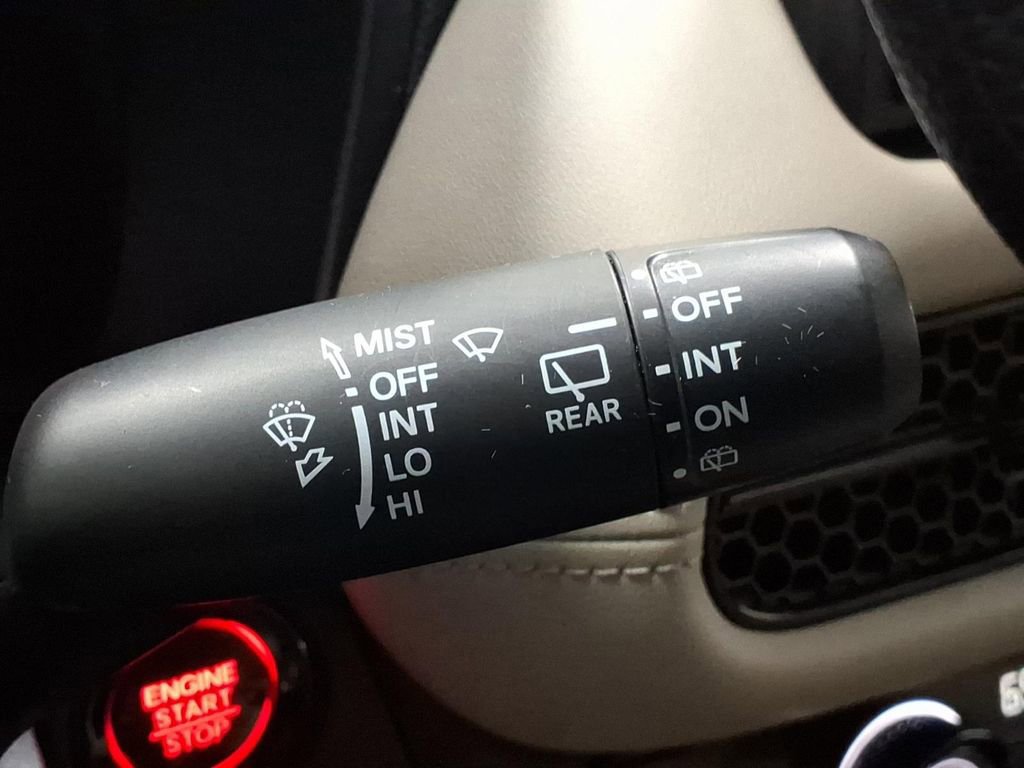 MIST
OFF
INT
LO
HI
REAR
OFF
INT
ON
ENGINE
START
STOP